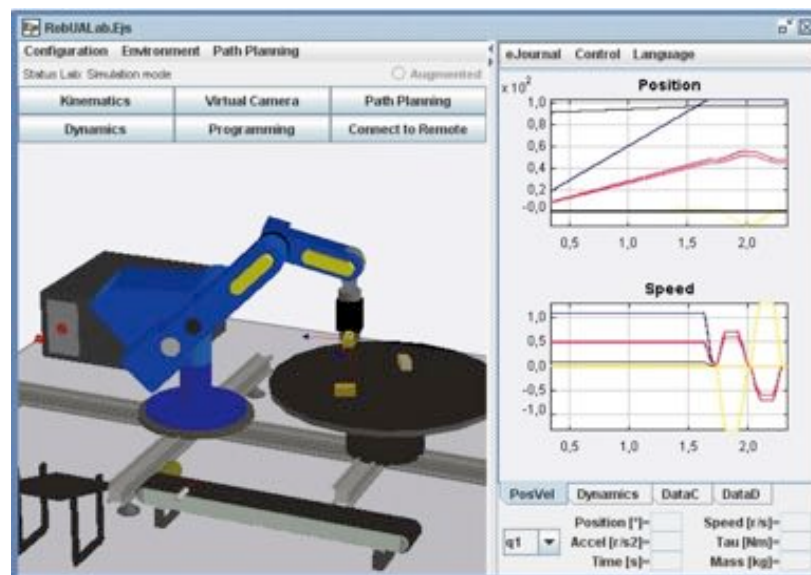 RobUALab.Ejs
Configuration Environment Path Planning
Status Lab: Simulation mode Augmented
Kinematics Virtual Camera Path Planning
Dynamics Programming Connect to Remote
eJournal Control Language
x 10²
Position
1,0
0,8
0,6
0,4
0,2
-0,0
0,5 1,0 1,5 2,0
Speed
1,0
0,5
0,0
-0,5
-1,0
0,5 1,0 1,5 2,0
PosVel Dynamics DataC DataD
Position [°]= Speed [r/s]=
q1 Accel [r/s2]= Tau [Nm]=
Time [s]= Mass [kg]=